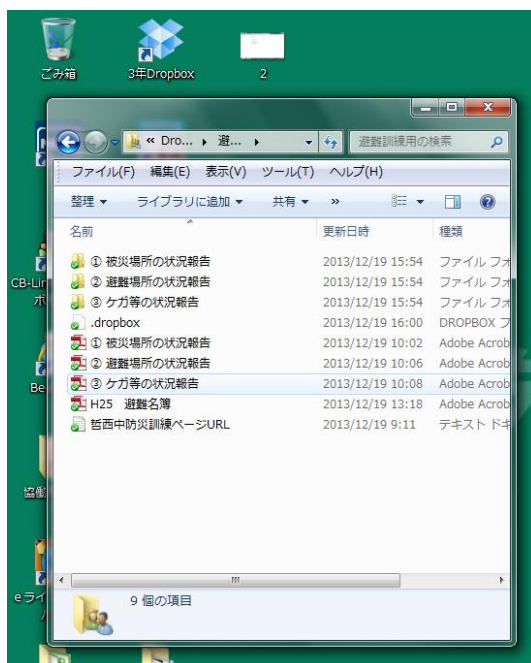 ごみ箱 3年Dropbox 2
« Dro... ▸ 避... ▸ 避難訓練用の検索
ファイル(F) 編集(E) 表示(V) ツール(T) ヘルプ(H)
整理 ▼ ライブラリに追加 ▼ 共有 ▼ »
名前 更新日時 種類
① 被災場所の状況報告 2013/12/19 15:54 ファイル フォ
② 避難場所の状況報告 2013/12/19 15:54 ファイル フォ
③ ケガ等の状況報告 2013/12/19 15:54 ファイル フォ
.dropbox 2013/12/19 16:00 DROPBOX フ
① 被災場所の状況報告 2013/12/19 10:02 Adobe Acrob
② 避難場所の状況報告 2013/12/19 10:06 Adobe Acrob
③ ケガ等の状況報告 2013/12/19 10:08 Adobe Acrob
H25 避難名簿 2013/12/19 13:18 Adobe Acrob
哲西中防災訓練ページURL 2013/12/19 9:11 テキスト ドキ
CB-Lin
ボ
Be
協働
eライ
9 個の項目